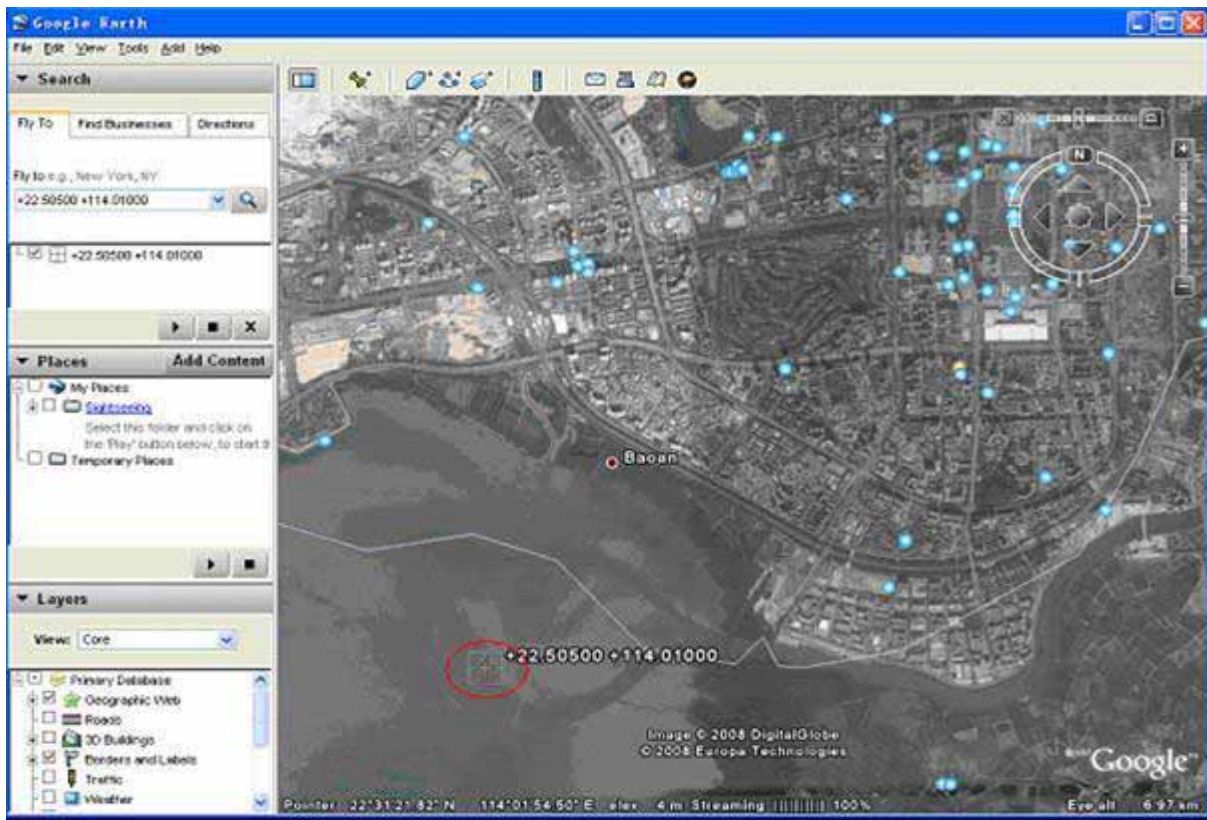 Google Earth
File Edit View Tools Add Help
Search
Fly To Find Businesses Directions
Fly to e.g., New York, NY
+22.50500 +114.01000
+22.50500 +114.01000
Places Add Content
My Places
Sightseeing
Select this folder and click on
the 'Play' button below, to start t
Temporary Places
Layers
View: Core
Primary Database
Geographic Web
Roads
3D Buildings
Borders and Labels
Traffic
Weather
N
Baoan
+22.50500 +114.01000
Image © 2008 DigitalGlobe
© 2008 Europa Technologies
Google
Pointer 22°31'21.82" N 114°01'54.50" E elev 4 m Streaming |||||||||| 100% Eye alt 6.97 km